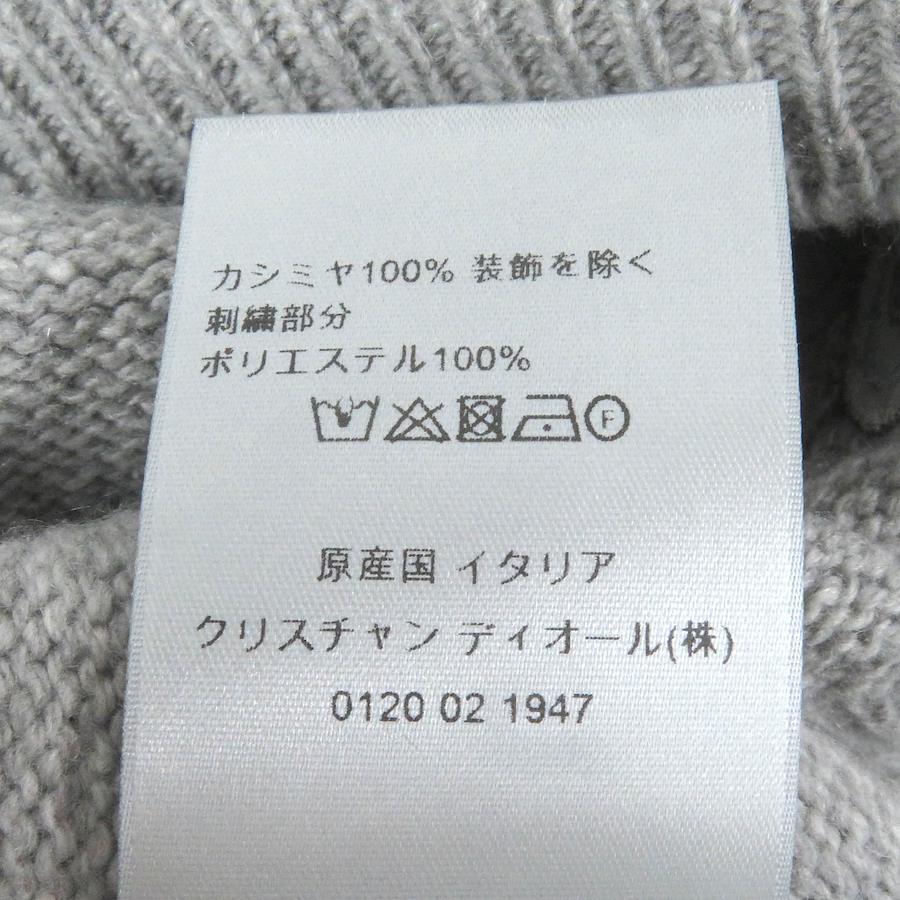 カシミヤ100% 装飾を除く
刺繍部分
ポリエステル100%
F
原産国 イタリア
クリスチャン ディオール(株)
0120 02 1947